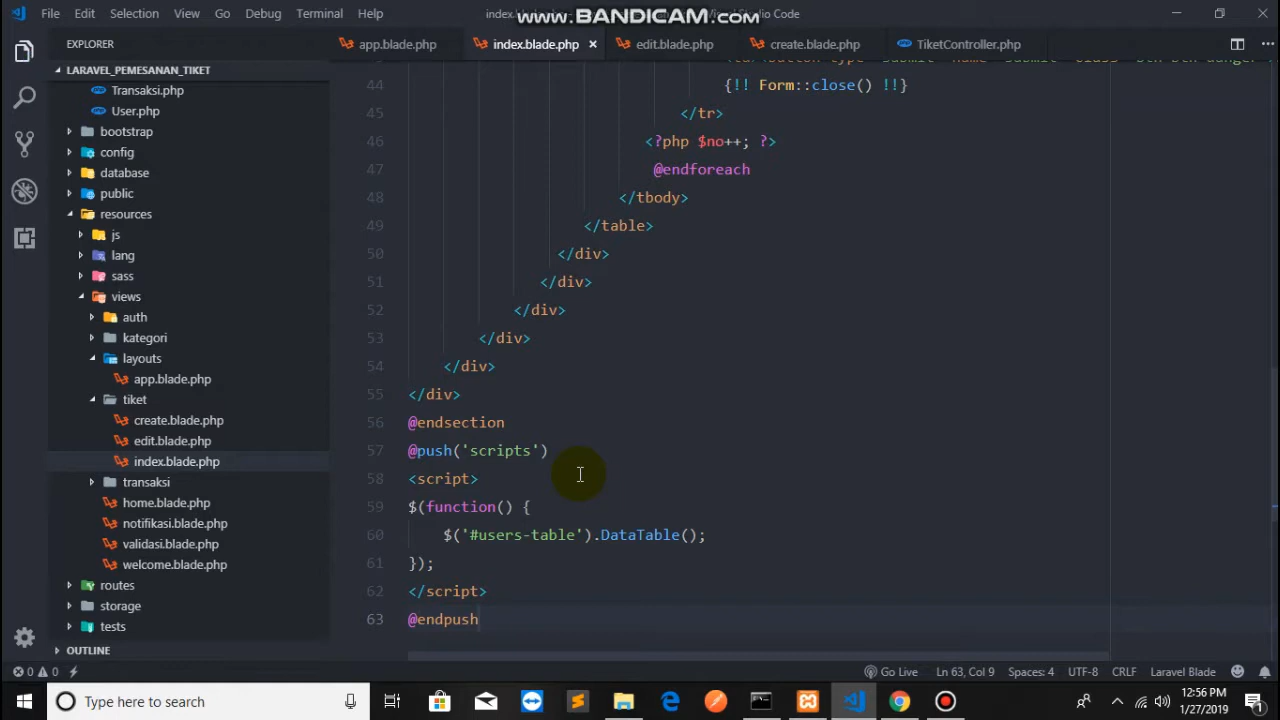 File Edit Selection View Go Debug Terminal Help
www.BANDICAM.com
EXPLORER
app.blade.php
index.blade.php
edit.blade.php
create.blade.php
TiketController.php
LARAVEL_PEMESANAN_TIKET
Transaksi.php
User.php
bootstrap
config
database
public
resources
js
lang
sass
views
auth
kategori
layouts
app.blade.php
tiket
create.blade.php
edit.blade.php
index.blade.php
transaksi
home.blade.php
notifikasi.blade.php
validasi.blade.php
welcome.blade.php
routes
storage
tests
OUTLINE
44 {!! Form::close() !!}
45 </tr>
46 <?php $no++; ?>
47 @endforeach
48 </tbody>
49 </table>
50 </div>
51 </div>
52 </div>
53 </div>
54 </div>
55 </div>
56 @endsection
57 @push('scripts')
58 <script>
59 $(function() {
60 $('#users-table').DataTable();
61 });
62 </script>
63 @endpush
0 0 Go Live Ln 63, Col 9 Spaces: 4 UTF-8 CRLF Laravel Blade
Type here to search
12:56 PM
1/27/2019